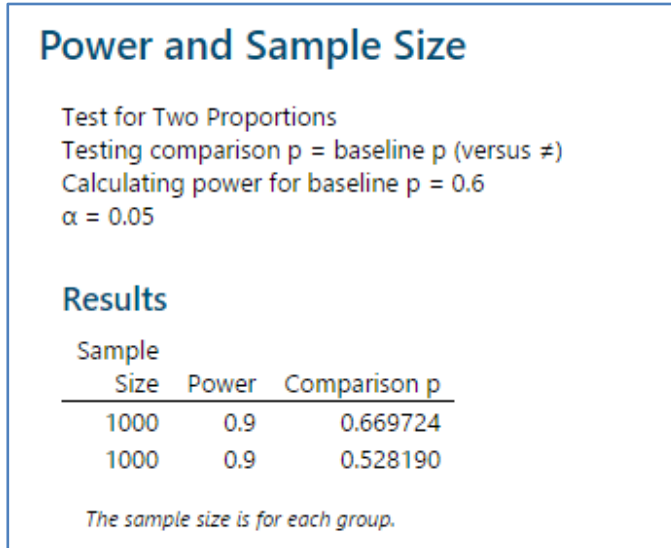 Power and Sample Size
Test for Two Proportions
Testing comparison p = baseline p (versus ≠)
Calculating power for baseline p = 0.6
α = 0.05
Results
Sample
Size Power Comparison p
1000 0.9 0.669724
1000 0.9 0.528190
The sample size is for each group.